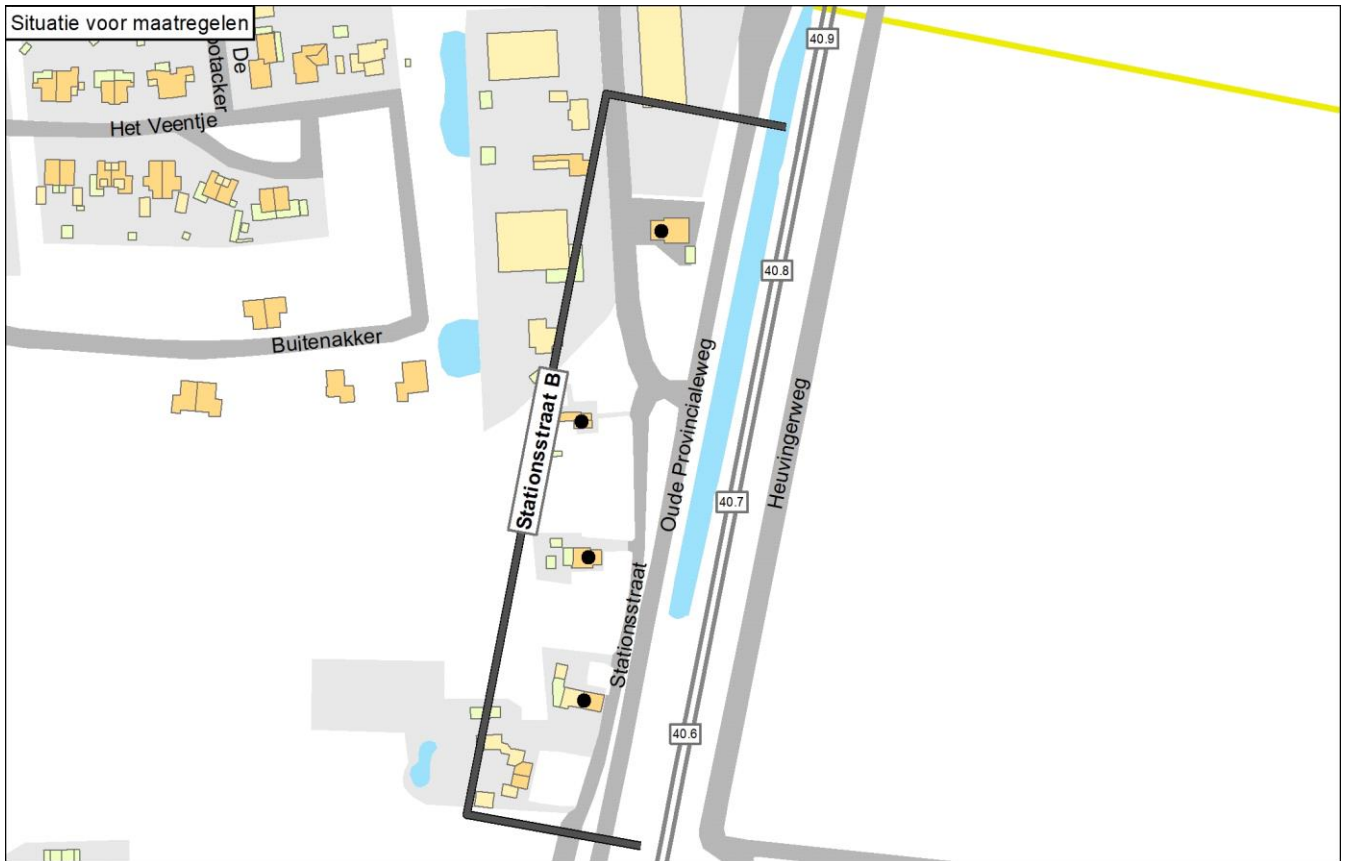 Situatie voor maatregelen
De
Het Veentje
Buitenakker
Stationsstraat B
Oude Provincialeweg
Heuvingerweg
Stationsstraat
40.9
40.8
40.7
40.6